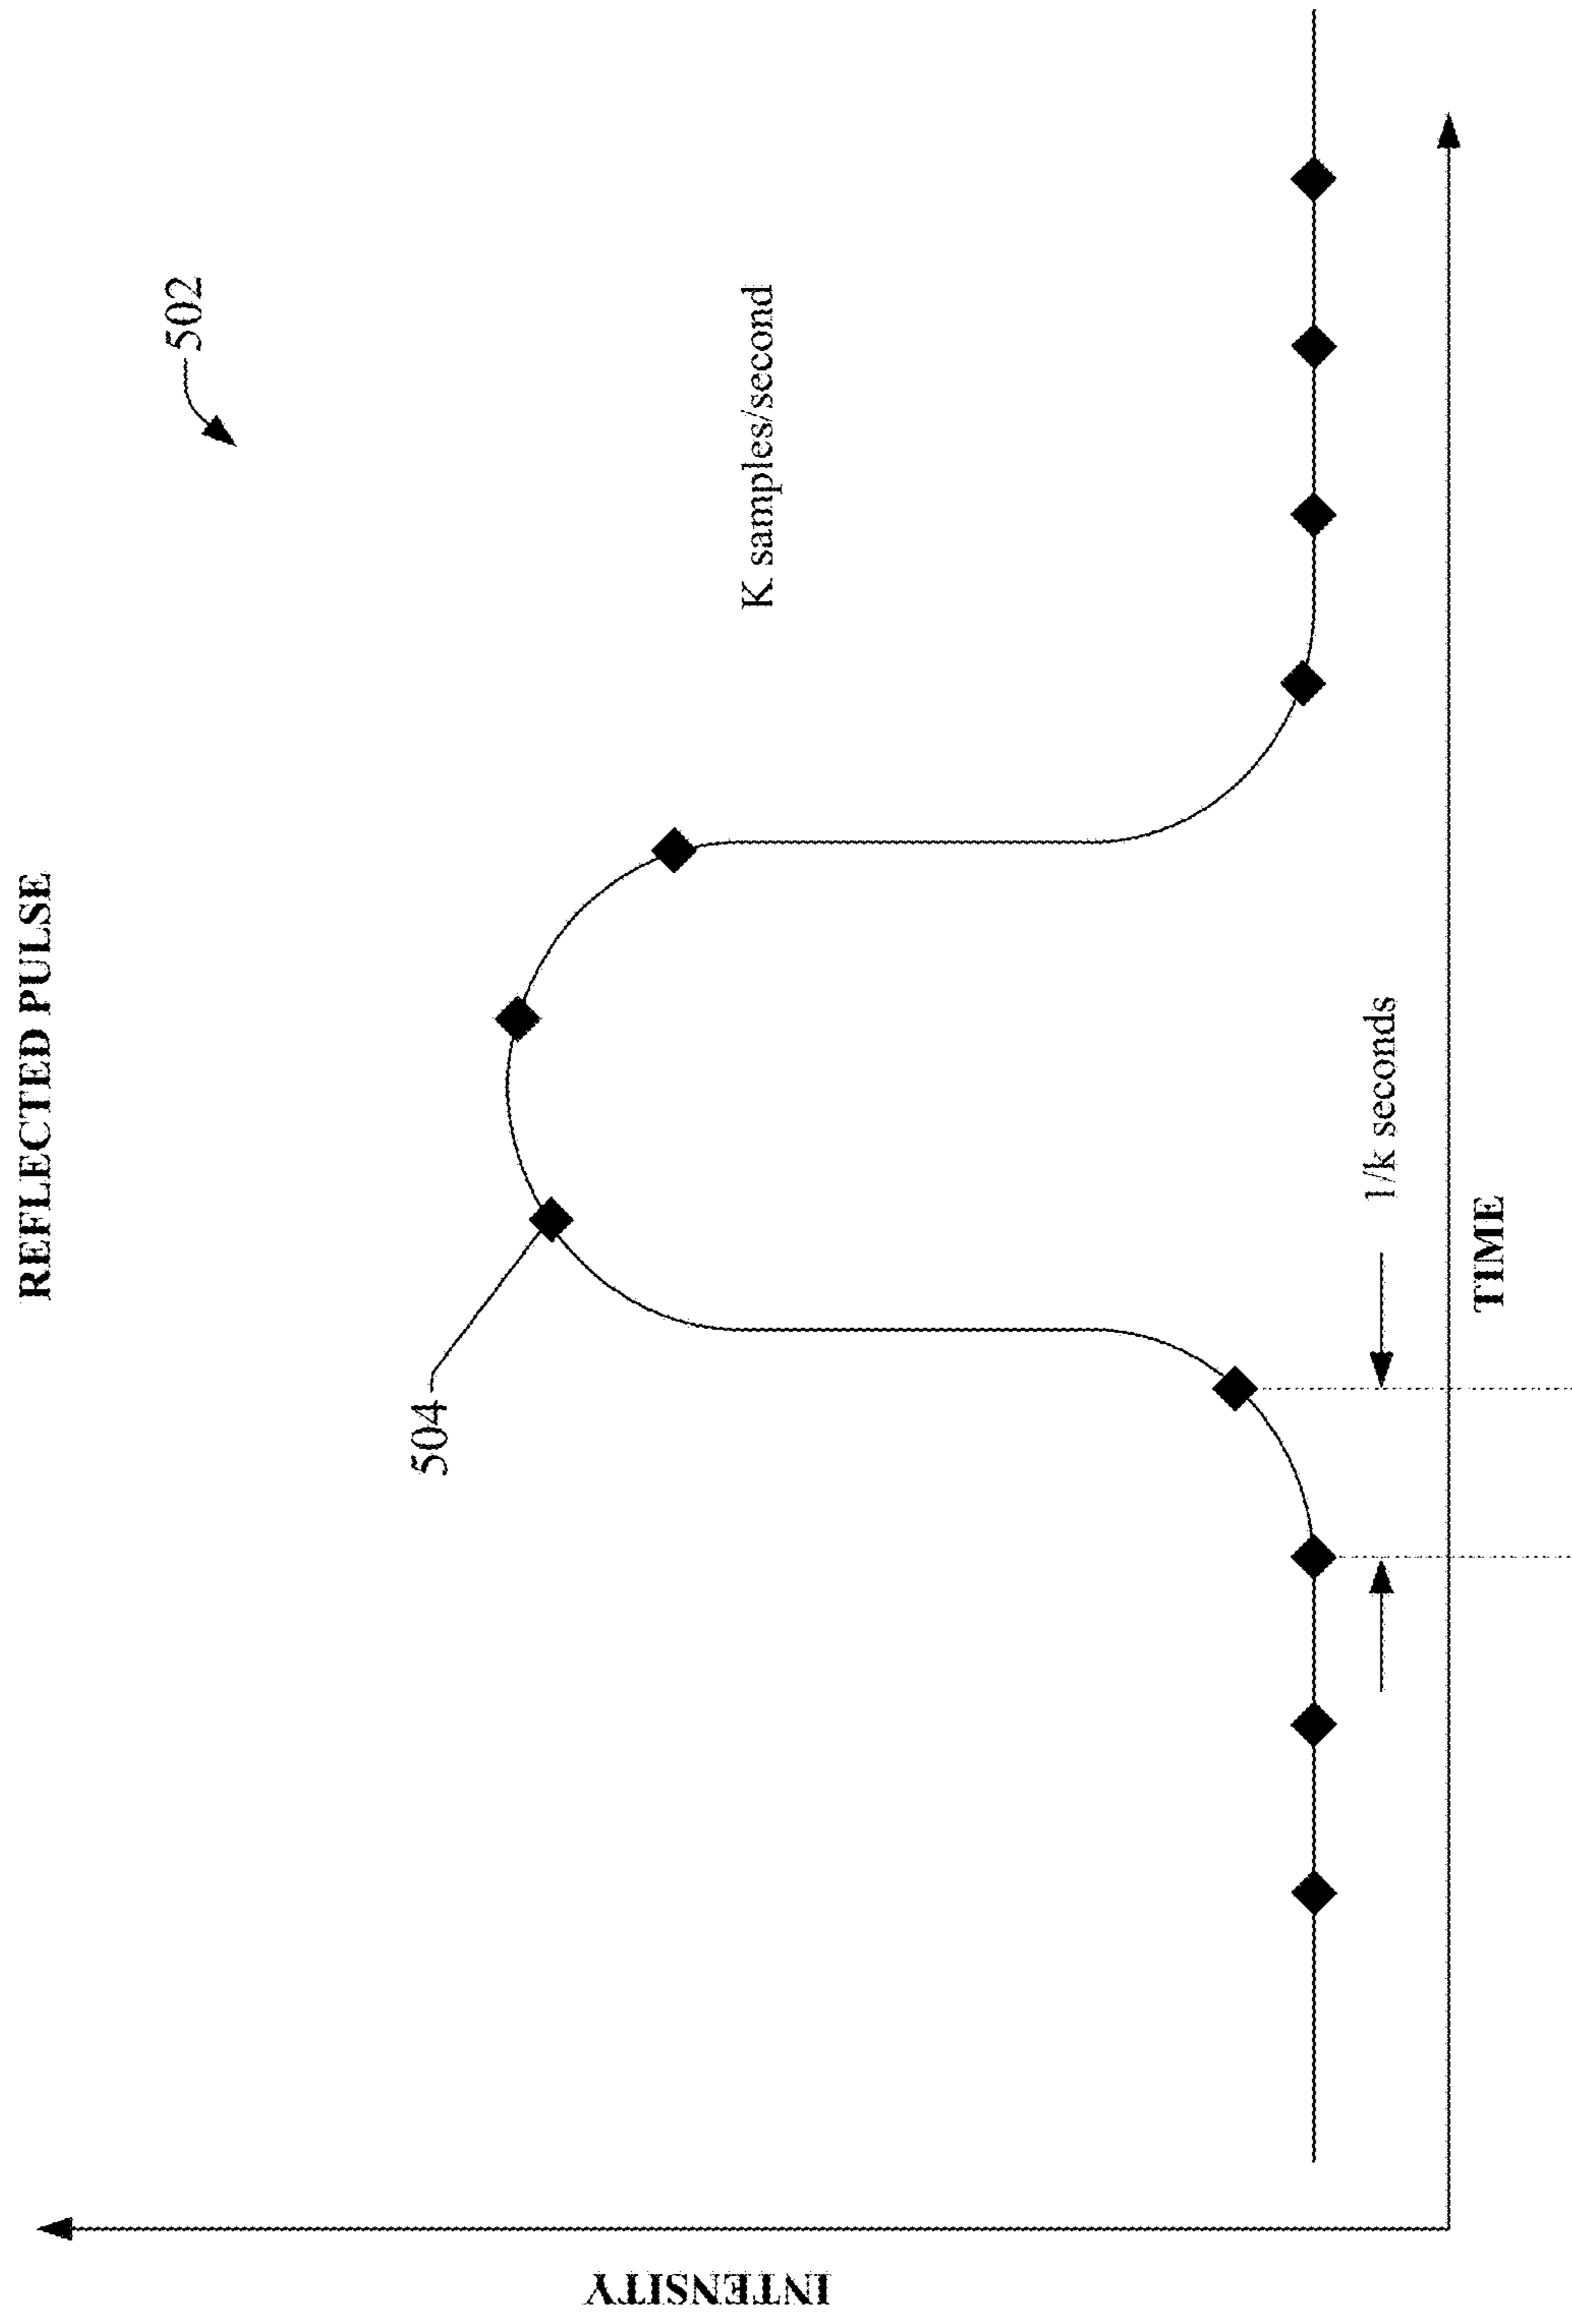 REFLECTED PULSE
502
K samples/second
504
1/k seconds
TIME
INTENSITY